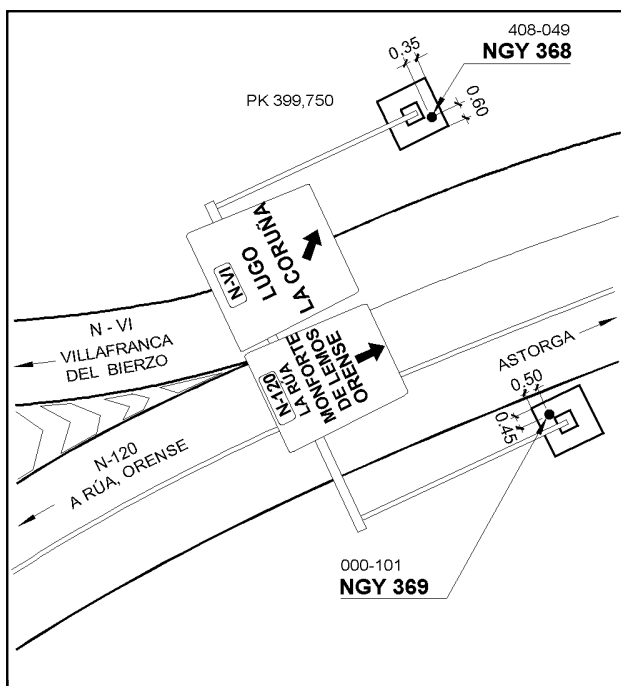 408-049
NGY 368
0.35
0.60
PK 399,750
N-VI
LUGO
LA CORUÑA
N - VI
VILLAFRANCA
DEL BIERZO
N-120
LA RUA
MONFORTE
DE LEMOS
ORENSE
ASTORGA
0.50
0.45
N-120
A RÚA, ORENSE
000-101
NGY 369